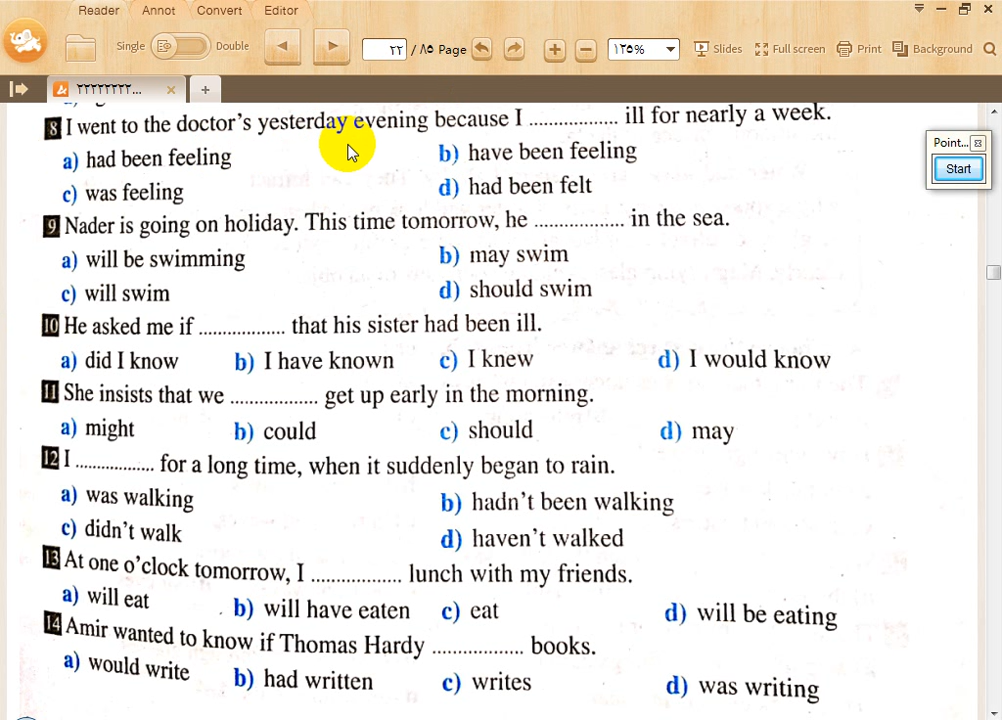 Reader Annot Convert Editor
Single Double ٢٢ / ٨٥ Page ١٢٥% Slides Full screen Print Background
٢٢٢٢٢٢٢٢...
8 I went to the doctor's yesterday evening because I .................. ill for nearly a week.
a) had been feeling b) have been feeling
c) was feeling d) had been felt
9 Nader is going on holiday. This time tomorrow, he .................. in the sea.
a) will be swimming b) may swim
c) will swim d) should swim
10 He asked me if .................. that his sister had been ill.
a) did I know b) I have known c) I knew d) I would know
11 She insists that we .................. get up early in the morning.
a) might b) could c) should d) may
12 I .................. for a long time, when it suddenly began to rain.
a) was walking b) hadn't been walking
c) didn't walk d) haven't walked
13 At one o'clock tomorrow, I .................. lunch with my friends.
a) will eat b) will have eaten c) eat d) will be eating
14 Amir wanted to know if Thomas Hardy .................. books.
a) would write b) had written c) writes d) was writing
Point...
Start